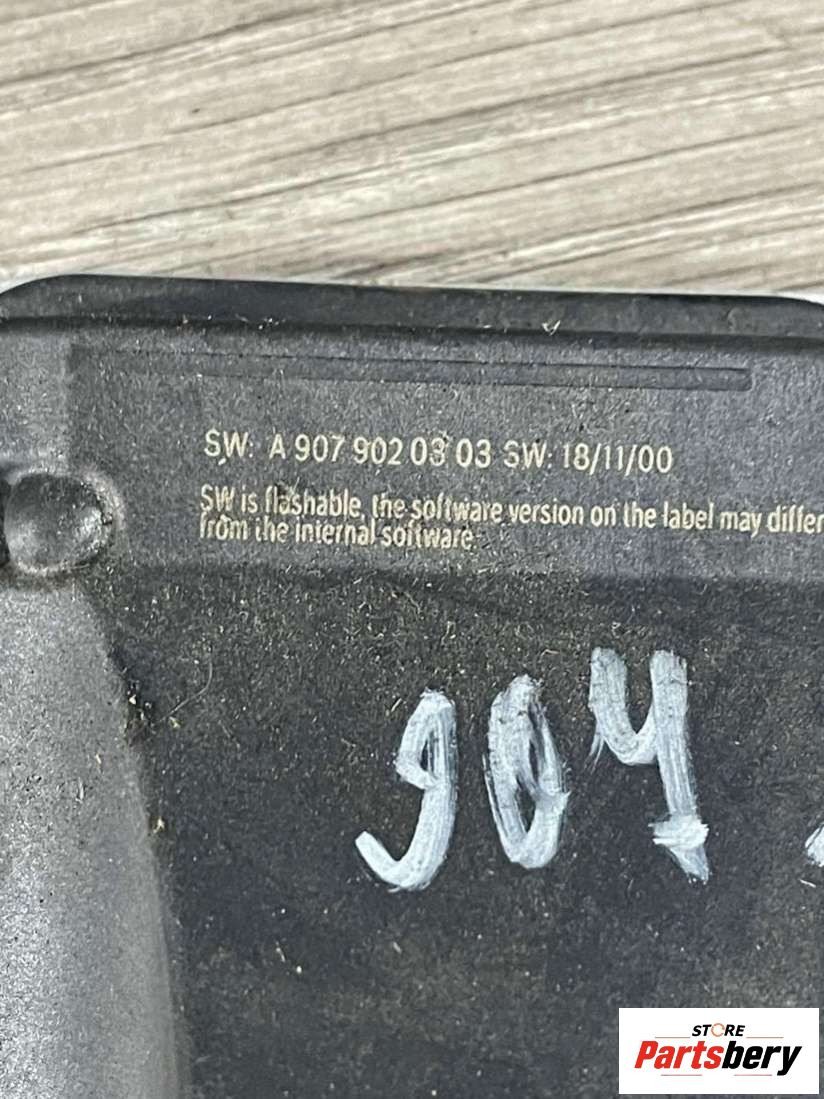 SW: A 907 902 03 03 SW: 18/11/00
SW is flashable, the software version on the label may differ
from the internal software.
904
STORE
Partsbery